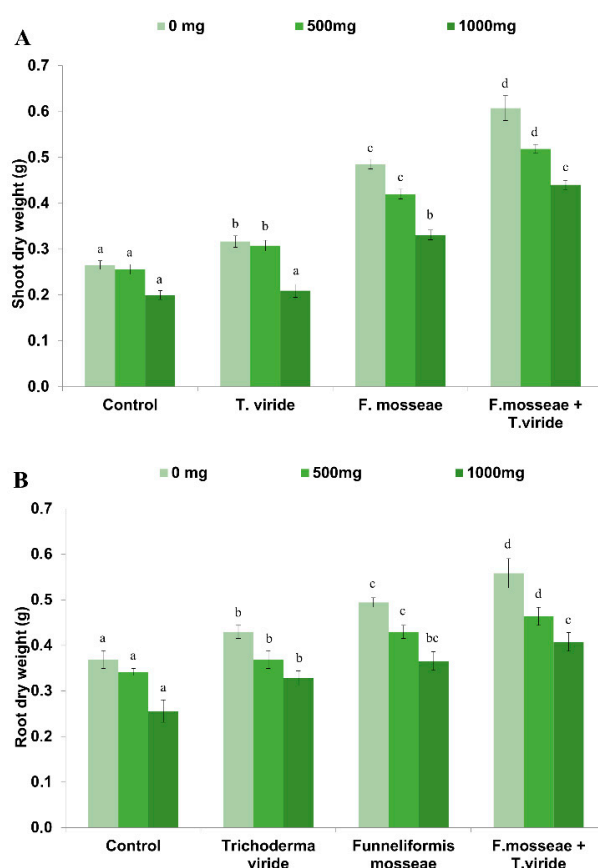 A
0 mg 500mg 1000mg
Shoot dry weight (g)
0.7
0.6
0.5
0.4
0.3
0.2
0.1
0.0
a a a
b b a
c c b
d d c
Control T. viride F. mosseae F.mosseae +
T.viride
B
0 mg 500mg 1000mg
Root dry weight (g)
0.7
0.6
0.5
0.4
0.3
0.2
0.1
0.0
a a a
b b b
c c bc
d d c
Control Trichoderma Funneliformis F.mosseae +
viride mosseae T.viride